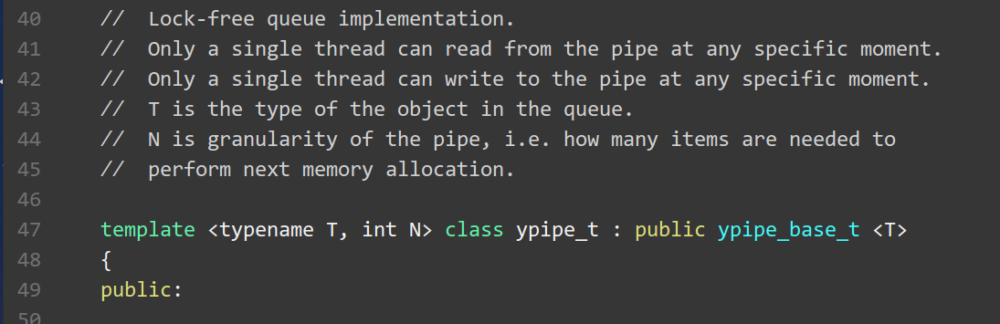 40 //  Lock-free queue implementation.
41 //  Only a single thread can read from the pipe at any specific moment.
42 //  Only a single thread can write to the pipe at any specific moment.
43 //  T is the type of the object in the queue.
44 //  N is granularity of the pipe, i.e. how many items are needed to
45 //  perform next memory allocation.
46
47 template <typename T, int N> class ypipe_t : public ypipe_base_t <T>
48 {
49 public:
50